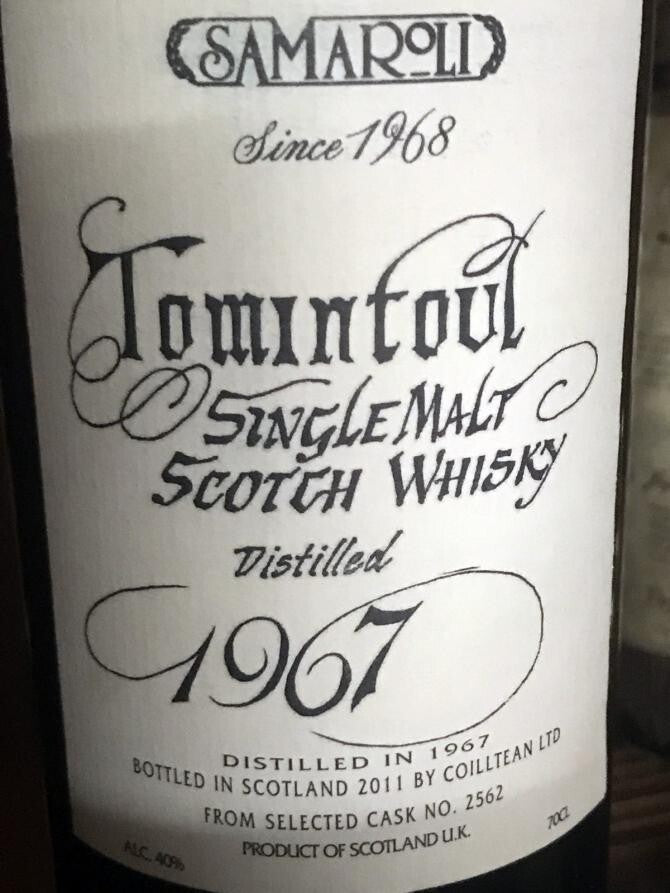 SAMAROLI
Since 1968
Tomintoul
SINGLE MALT
SCOTCH WHISKY
Distilled
1967
DISTILLED IN 1967
BOTTLED IN SCOTLAND 2011 BY COILLTEAN LTD
FROM SELECTED CASK NO. 2562
ALC. 40% PRODUCT OF SCOTLAND U.K. 70CL